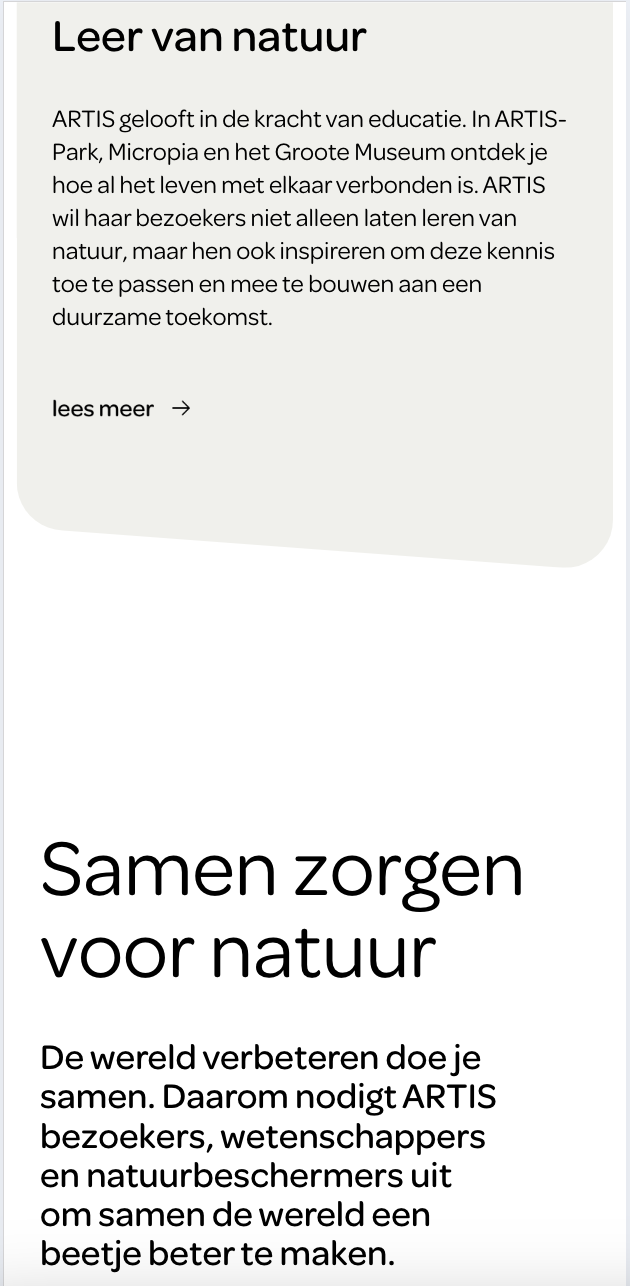 Leer van natuur
ARTIS gelooft in de kracht van educatie. In ARTIS-
Park, Micropia en het Groote Museum ontdek je
hoe al het leven met elkaar verbonden is. ARTIS
wil haar bezoekers niet alleen laten leren van
natuur, maar hen ook inspireren om deze kennis
toe te passen en mee te bouwen aan een
duurzame toekomst.
lees meer →
Samen zorgen
voor natuur
De wereld verbeteren doe je
samen. Daarom nodigt ARTIS
bezoekers, wetenschappers
en natuurbeschermers uit
om samen de wereld een
beetje beter te maken.